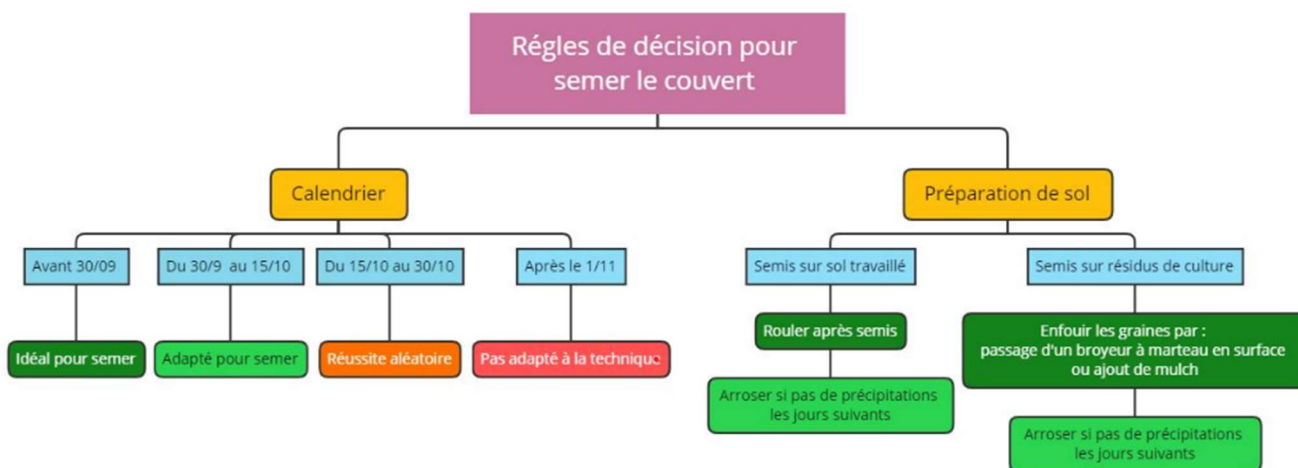 Régles de décision pour
semer le couvert
Calendrier
Préparation de sol
Avant 30/09
Du 30/9 au 15/10
Du 15/10 au 30/10
Après le 1/11
Semis sur sol travaillé
Semis sur résidus de culture
Idéal pour semer
Adapté pour semer
Réussite aléatoire
Pas adapté à la technique
Rouler après semis
Enfouir les graines par :
passage d'un broyeur à marteau en surface
ou ajout de mulch
Arroser si pas de précipitations
les jours suivants
Arroser si pas de précipitations
les jours suivants